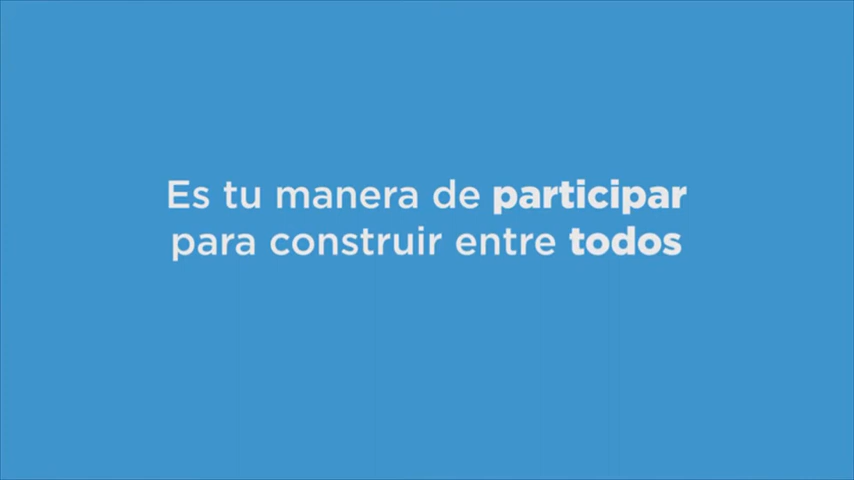 Es tu manera de participar
para construir entre todos